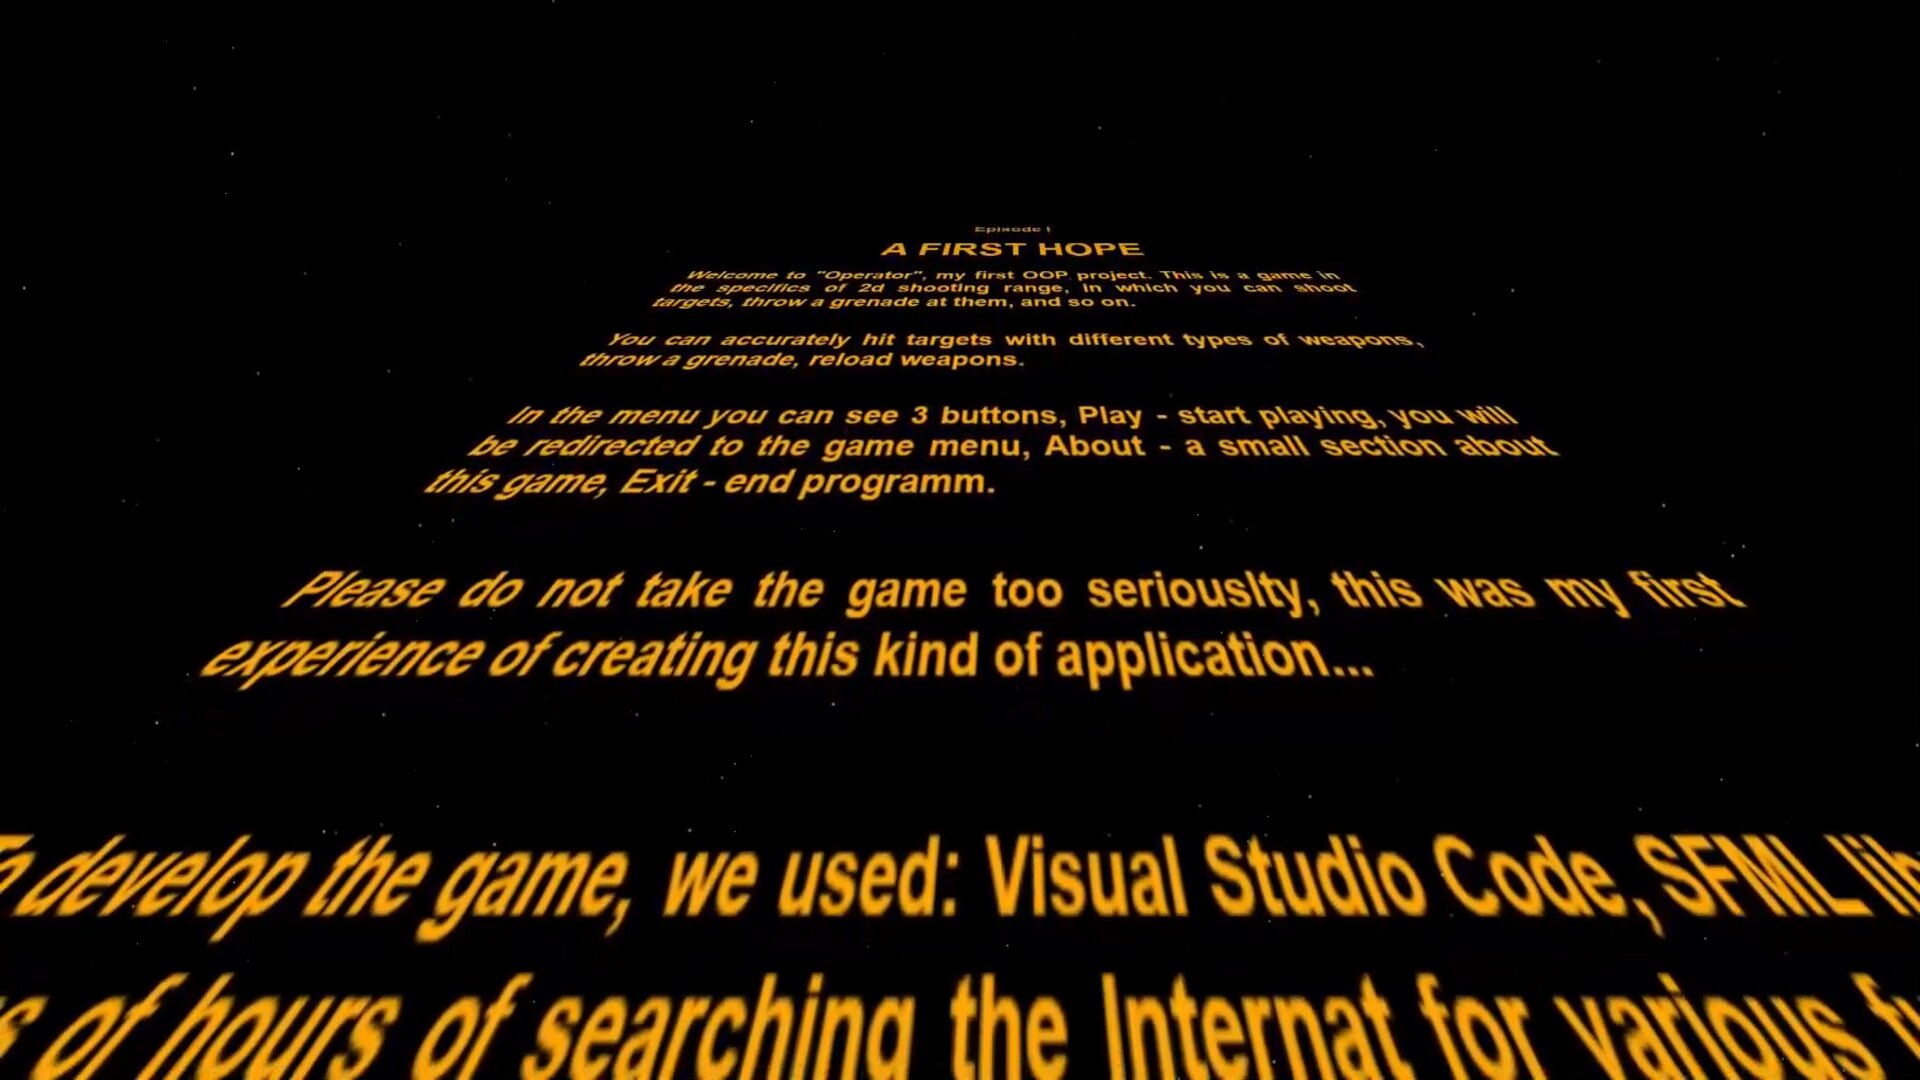 Episode I
A FIRST HOPE
Welcome to "Operator", my first OOP project. This is a game in
the specifics of 2d shooting range, in which you can shoot
targets, throw a grenade at them, and so on.
You can accurately hit targets with different types of weapons,
throw a grenade, reload weapons.
In the menu you can see 3 buttons, Play - start playing, you will
be redirected to the game menu, About - a small section about
this game, Exit - end programm.
Please do not take the game too seriouslty, this was my first
experience of creating this kind of application...
To develop the game, we used: Visual Studio Code, SFML
of hours of searching the Internat for various